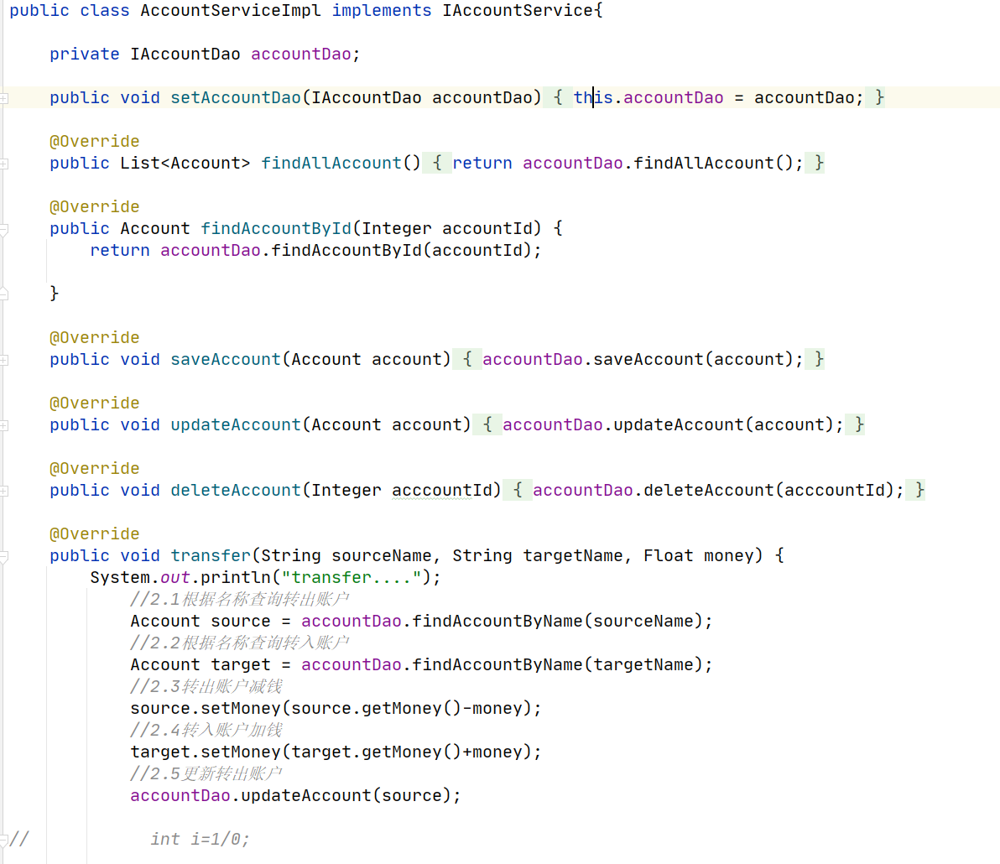 public class AccountServiceImpl implements IAccountService{
private IAccountDao accountDao;
public void setAccountDao(IAccountDao accountDao) { this.accountDao = accountDao; }
@Override
public List<Account> findAllAccount() { return accountDao.findAllAccount(); }
@Override
public Account findAccountById(Integer accountId) {
return accountDao.findAccountById(accountId);
}
@Override
public void saveAccount(Account account) { accountDao.saveAccount(account); }
@Override
public void updateAccount(Account account) { accountDao.updateAccount(account); }
@Override
public void deleteAccount(Integer acccountId) { accountDao.deleteAccount(acccountId); }
@Override
public void transfer(String sourceName, String targetName, Float money) {
System.out.println("transfer....");
//2.1根据名称查询转出账户
Account source = accountDao.findAccountByName(sourceName);
//2.2根据名称查询转入账户
Account target = accountDao.findAccountByName(targetName);
//2.3转出账户减钱
source.setMoney(source.getMoney()-money);
//2.4转入账户加钱
target.setMoney(target.getMoney()+money);
//2.5更新转出账户
accountDao.updateAccount(source);
// int i=1/0;